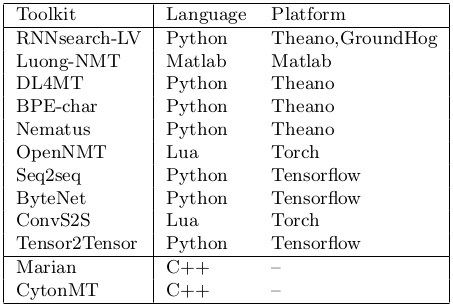 Toolkit Language Platform
RNNsearch-LV Python Theano,GroundHog
Luong-NMT Matlab Matlab
DL4MT Python Theano
BPE-char Python Theano
Nematus Python Theano
OpenNMT Lua Torch
Seq2seq Python Tensorflow
ByteNet Python Tensorflow
ConvS2S Lua Torch
Tensor2Tensor Python Tensorflow
Marian C++ –
CytonMT C++ –